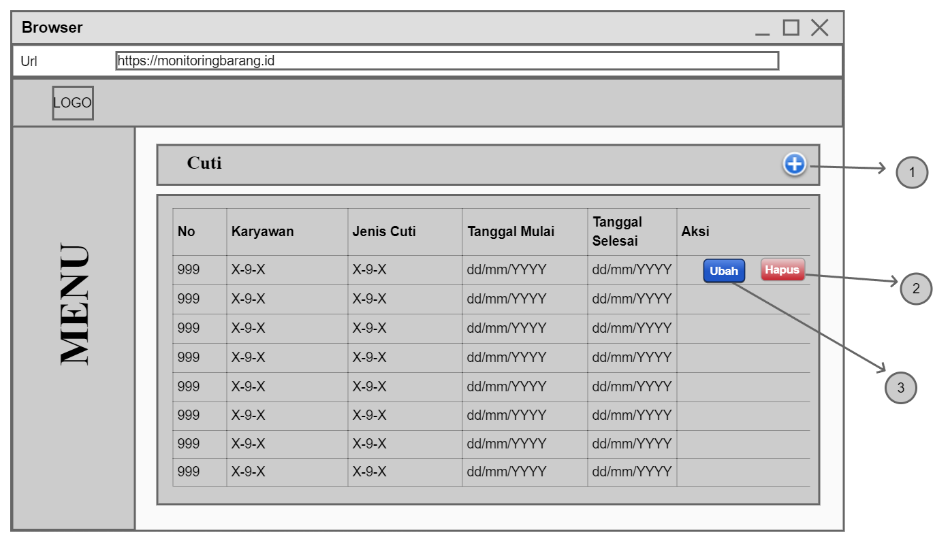 Browser
Url https://monitoringbarang.id
LOGO
MENU
Cuti
1
No Karyawan Jenis Cuti Tanggal Mulai Tanggal Selesai Aksi
999 X-9-X X-9-X dd/mm/YYYY dd/mm/YYYY Ubah Hapus
2
999 X-9-X X-9-X dd/mm/YYYY dd/mm/YYYY
999 X-9-X X-9-X dd/mm/YYYY dd/mm/YYYY
999 X-9-X X-9-X dd/mm/YYYY dd/mm/YYYY
999 X-9-X X-9-X dd/mm/YYYY dd/mm/YYYY
3
999 X-9-X X-9-X dd/mm/YYYY dd/mm/YYYY
999 X-9-X X-9-X dd/mm/YYYY dd/mm/YYYY
999 X-9-X X-9-X dd/mm/YYYY dd/mm/YYYY